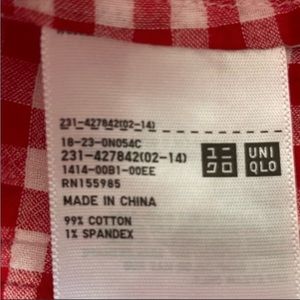 231-427842(02-14)
18-23-0N054C
231-427842(02-14)
1414-00B1-00EE
RN155985
MADE IN CHINA
99% COTTON
1% SPANDEX
ユニ
クロ
UNI
QLO